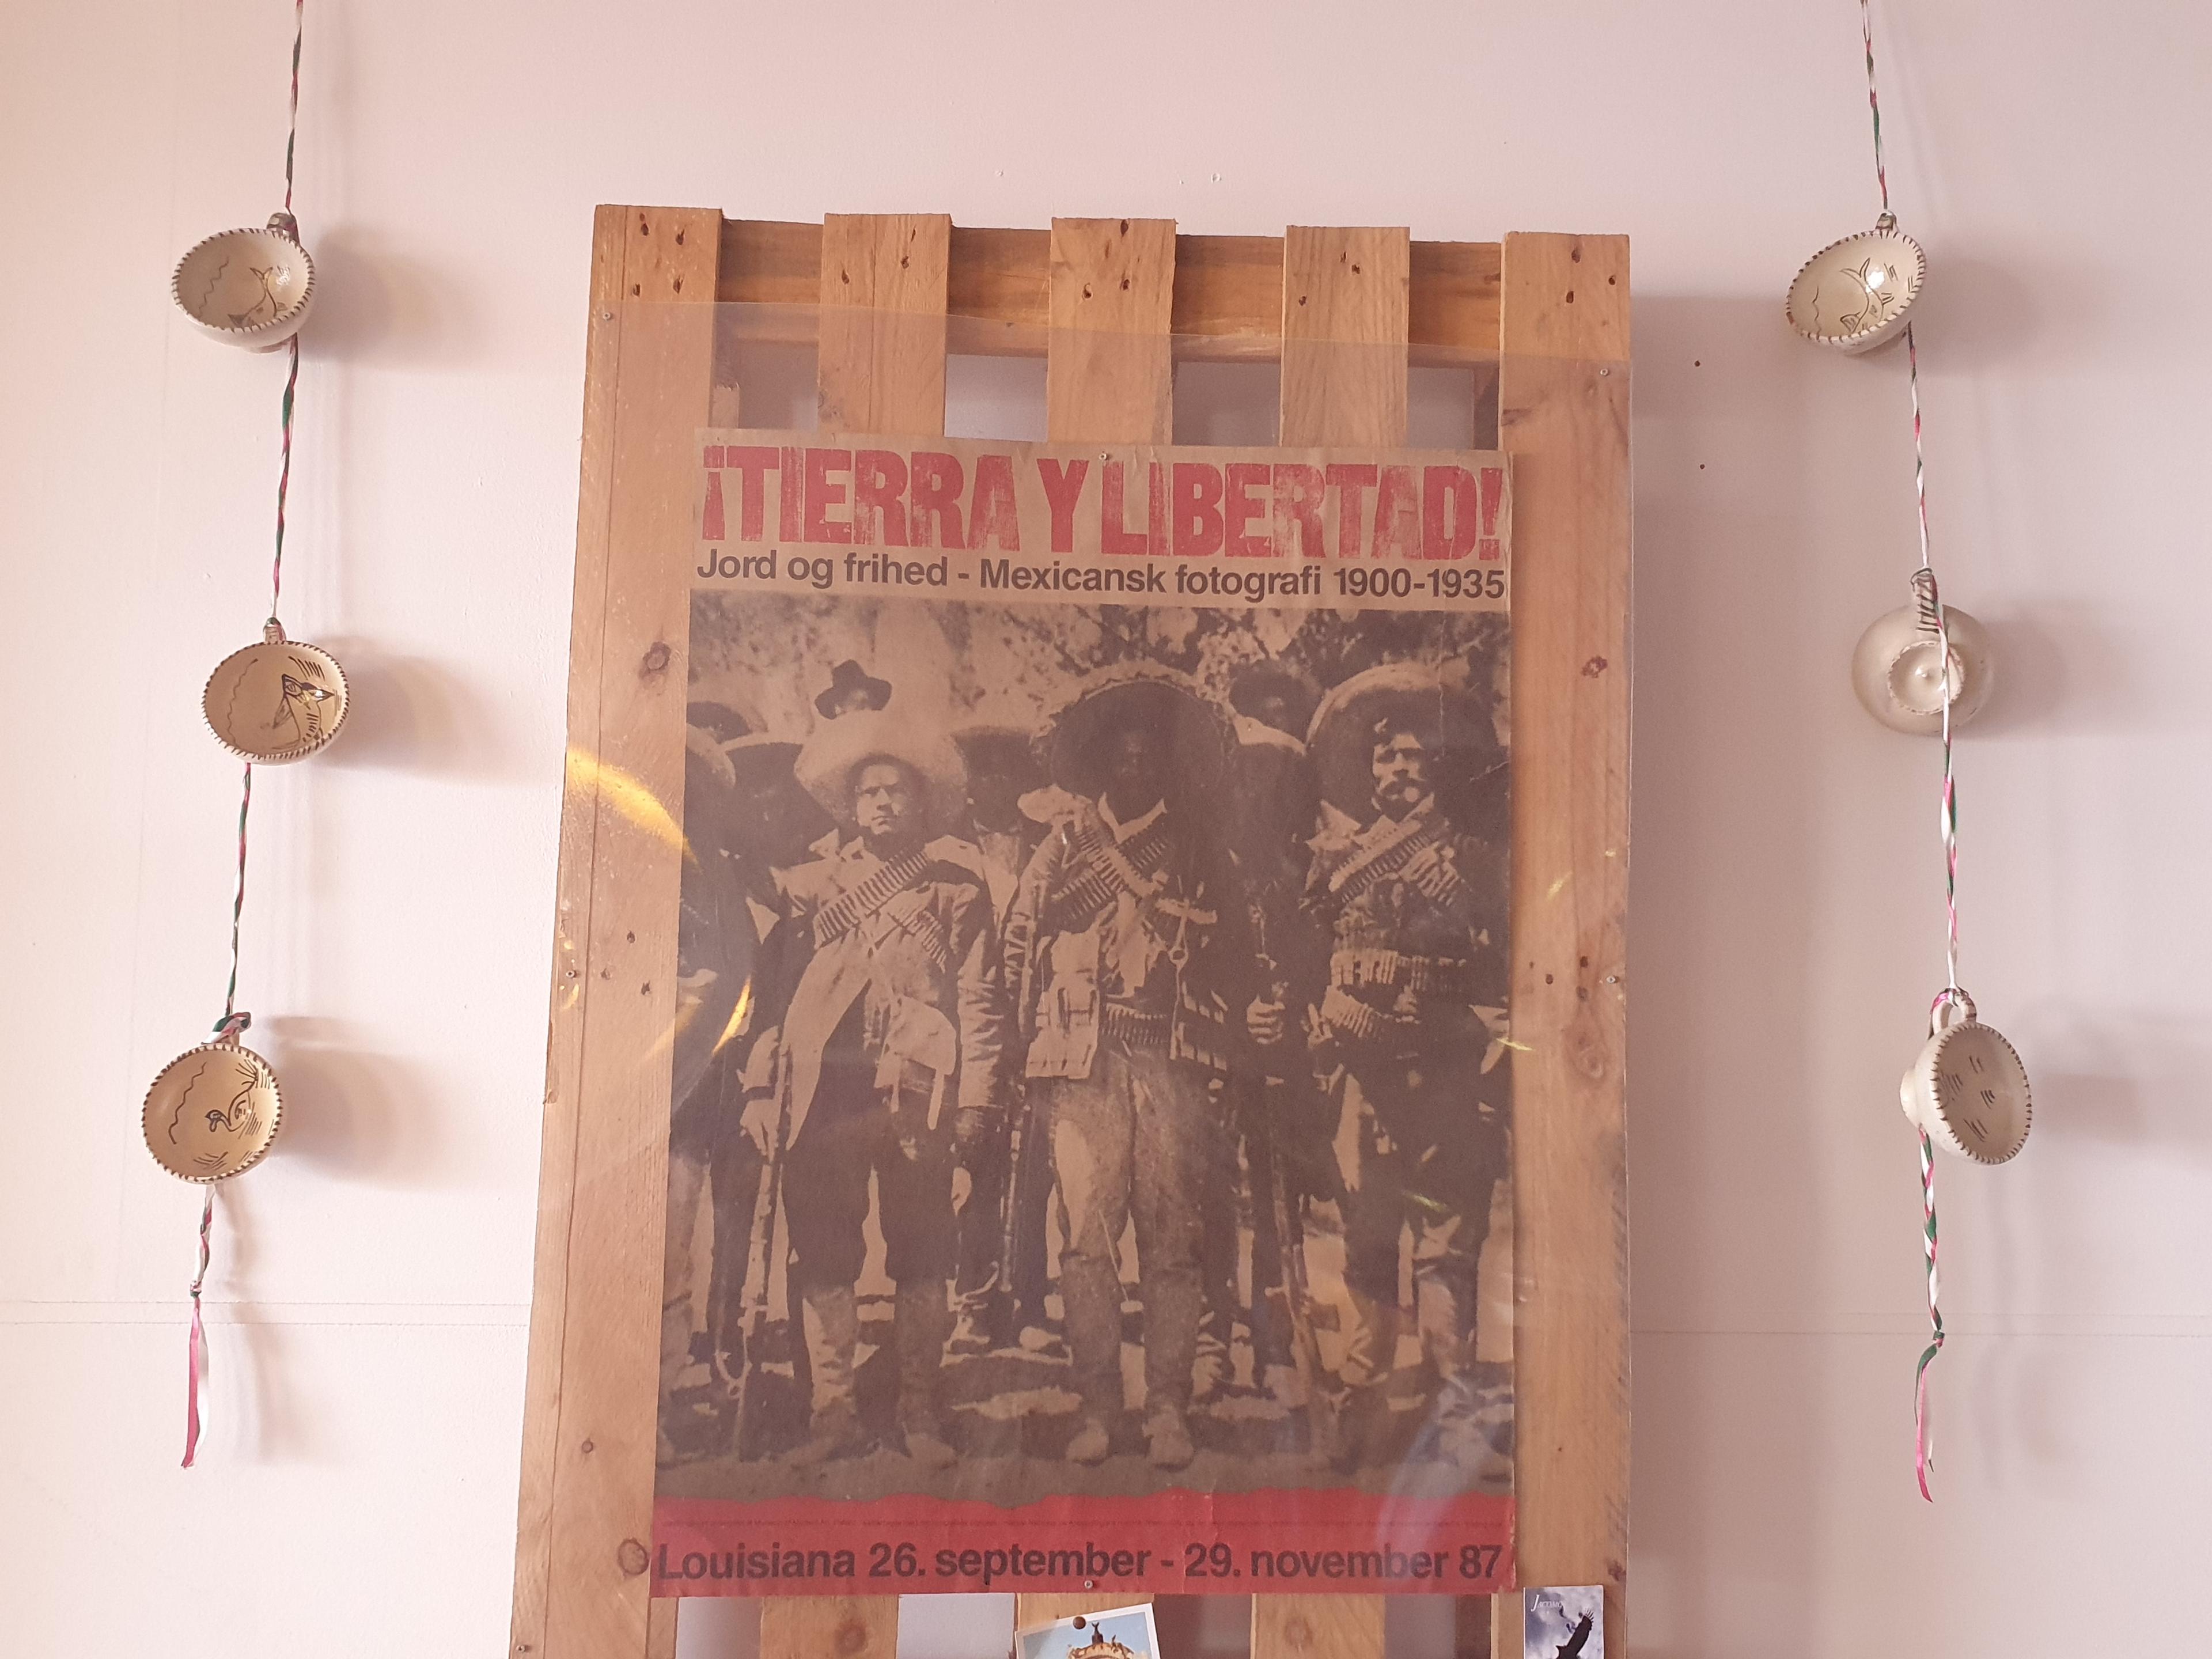 ¡TIERRA Y LIBERTAD!
Jord og frihed - Mexicansk fotografi 1900-1935
Louisiana 26. september - 29. november 87